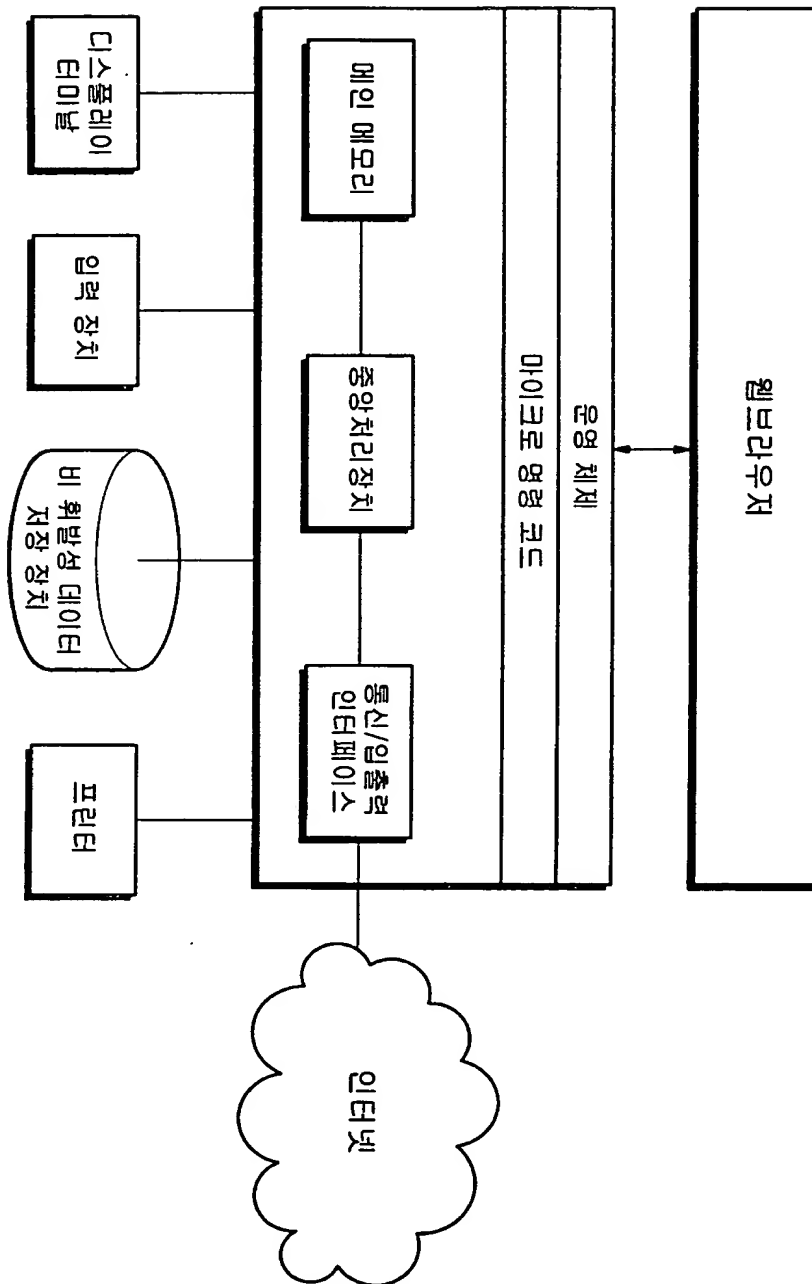 웹브라우저
운영 체제
마이크로 명령 코드
메인 메모리
중앙처리장치
통신/입출력
인터페이스
인터넷
디스플레이
터미날
입력 장치
비 휘발성 데이터
저장 장치
프린터